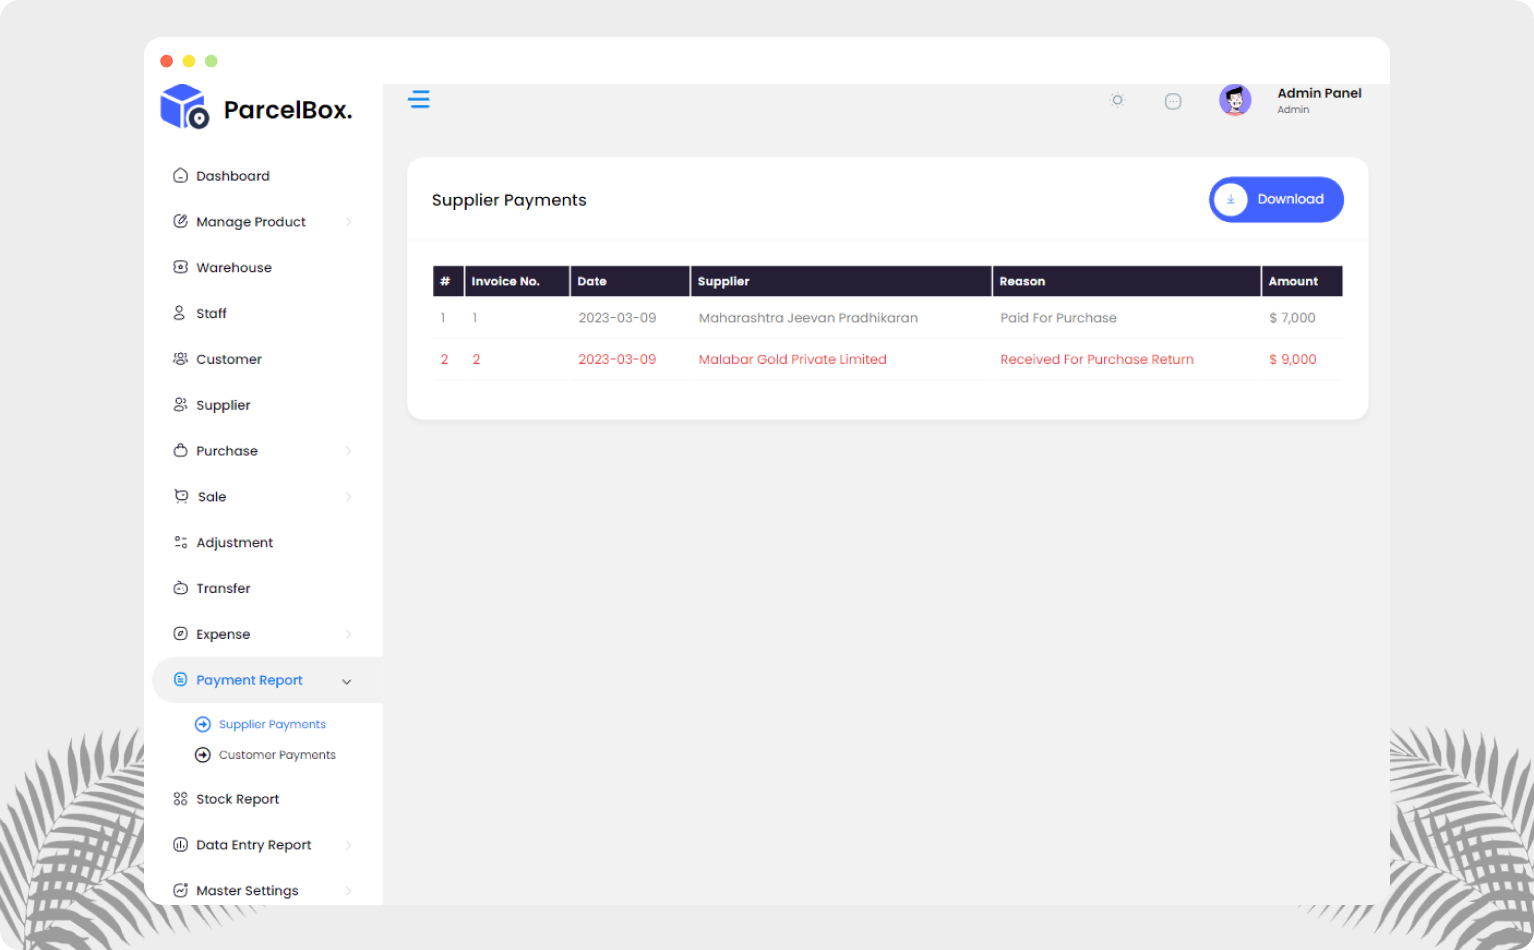 ParcelBox.
Admin Panel
Admin
Dashboard
Manage Product
Warehouse
Staff
Customer
Supplier
Purchase
Sale
Adjustment
Transfer
Expense
Payment Report
Supplier Payments
Customer Payments
Stock Report
Data Entry Report
Master Settings
Supplier Payments
Download
# Invoice No. Date Supplier Reason Amount
1 1 2023-03-09 Maharashtra Jeevan Pradhikaran Paid For Purchase $ 7,000
2 2 2023-03-09 Malabar Gold Private Limited Received For Purchase Return $ 9,000